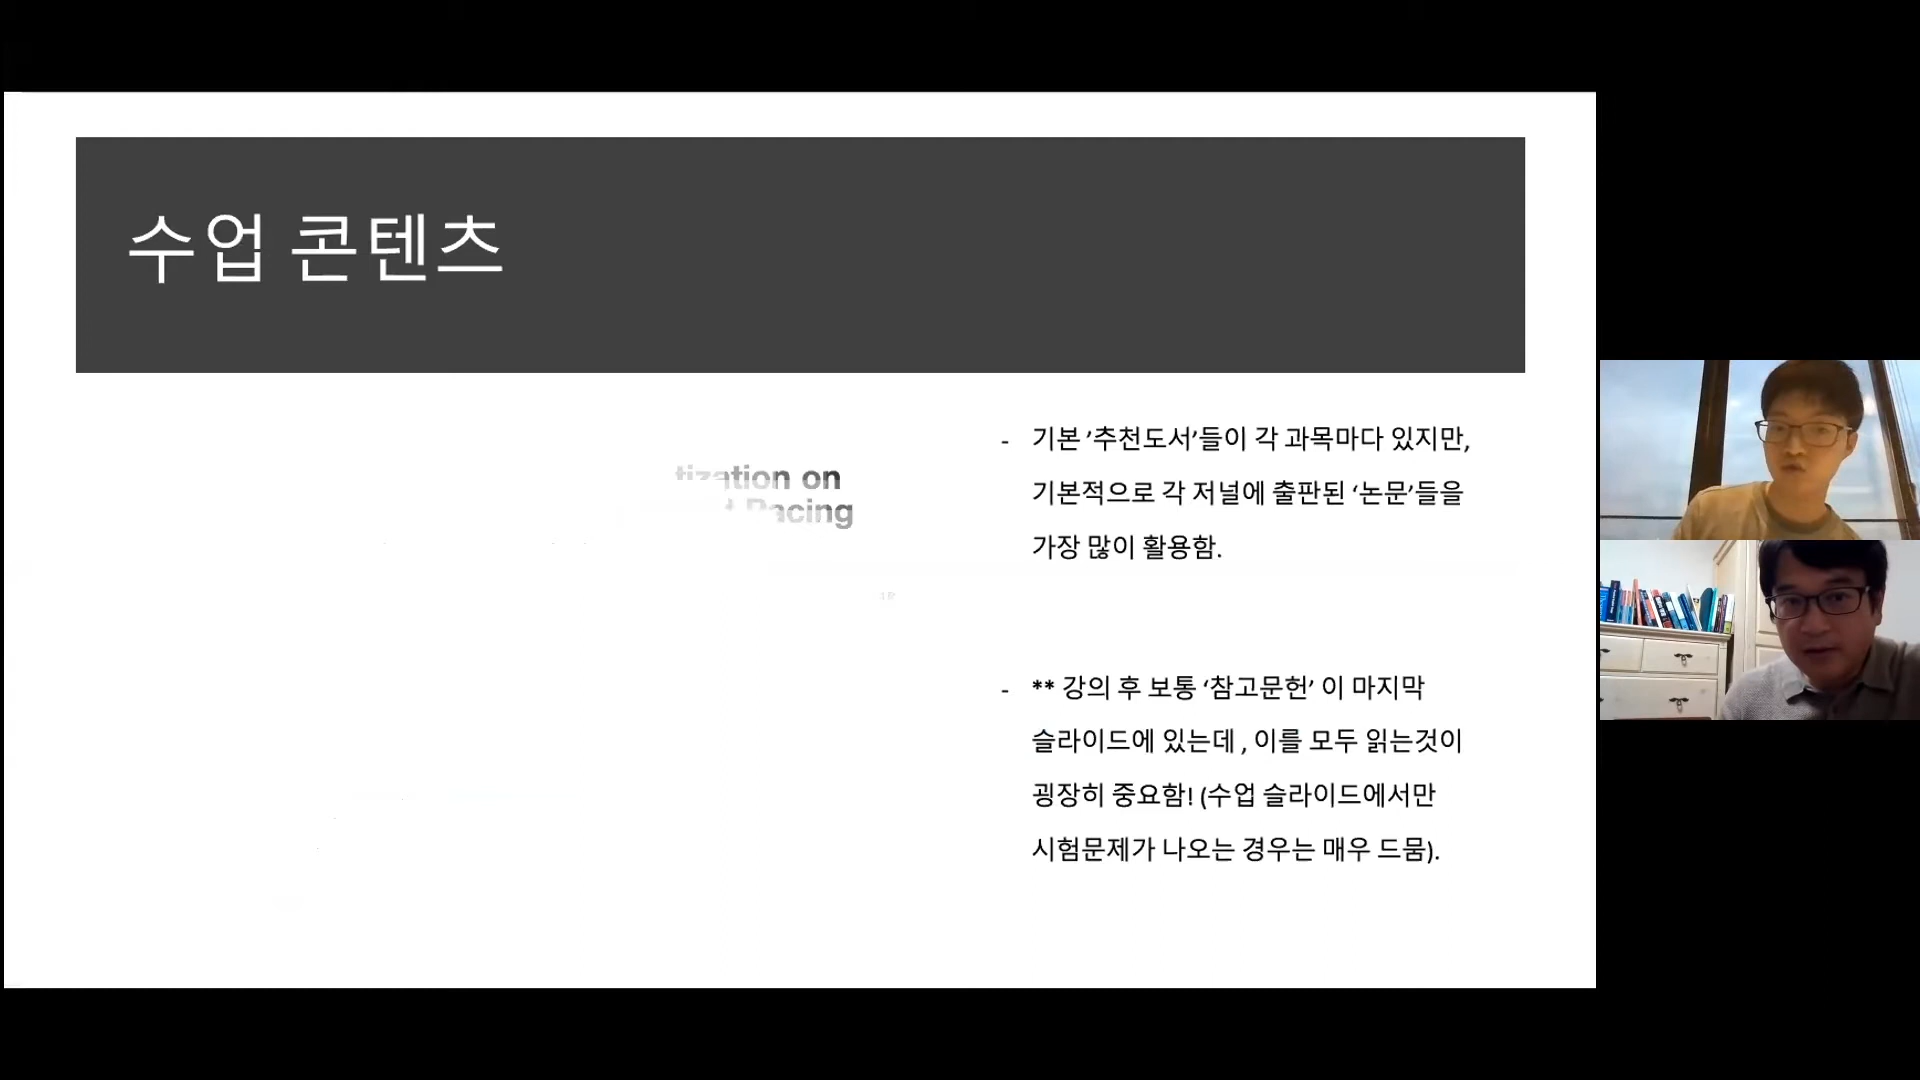 수업 콘텐츠
tization on
Racing
- 기본 ’추천도서’들이 각 과목마다 있지만,
기본적으로 각 저널에 출판된 ‘논문’들을
가장 많이 활용함.
- ** 강의 후 보통 ‘참고문헌’ 이 마지막
슬라이드에 있는데 , 이를 모두 읽는것이
굉장히 중요함! (수업 슬라이드에서만
시험문제가 나오는 경우는 매우 드뭄).